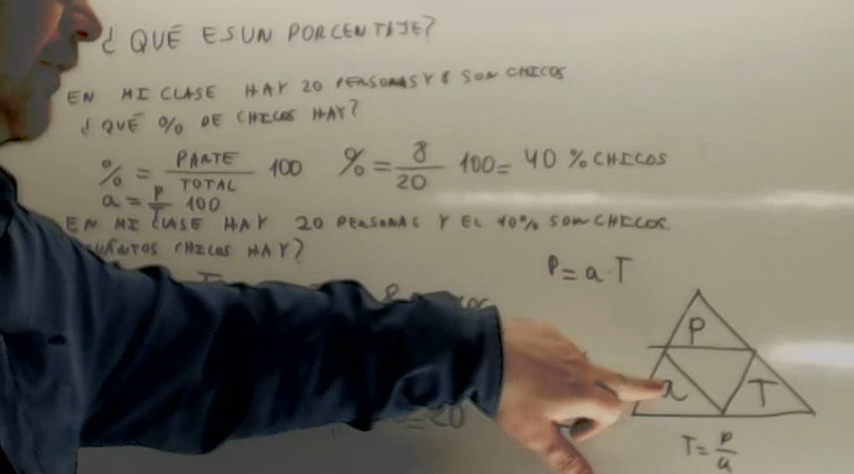 ¿ QUÉ ES UN PORCENTAJE?
EN MI CLASE HAY 20 PERSONAS Y 8 SON CHICOS
¿ QUÉ % DE CHICOS HAY?
% = PARTE / TOTAL 100 % = 8 / 20 100 = 40 % CHICOS
a = P / T 100
EN MI CLASE HAY 20 PERSONAS Y EL 40% SON CHICOS.
CHICOS HAY?
P = a · T
P
a T
T = P / a